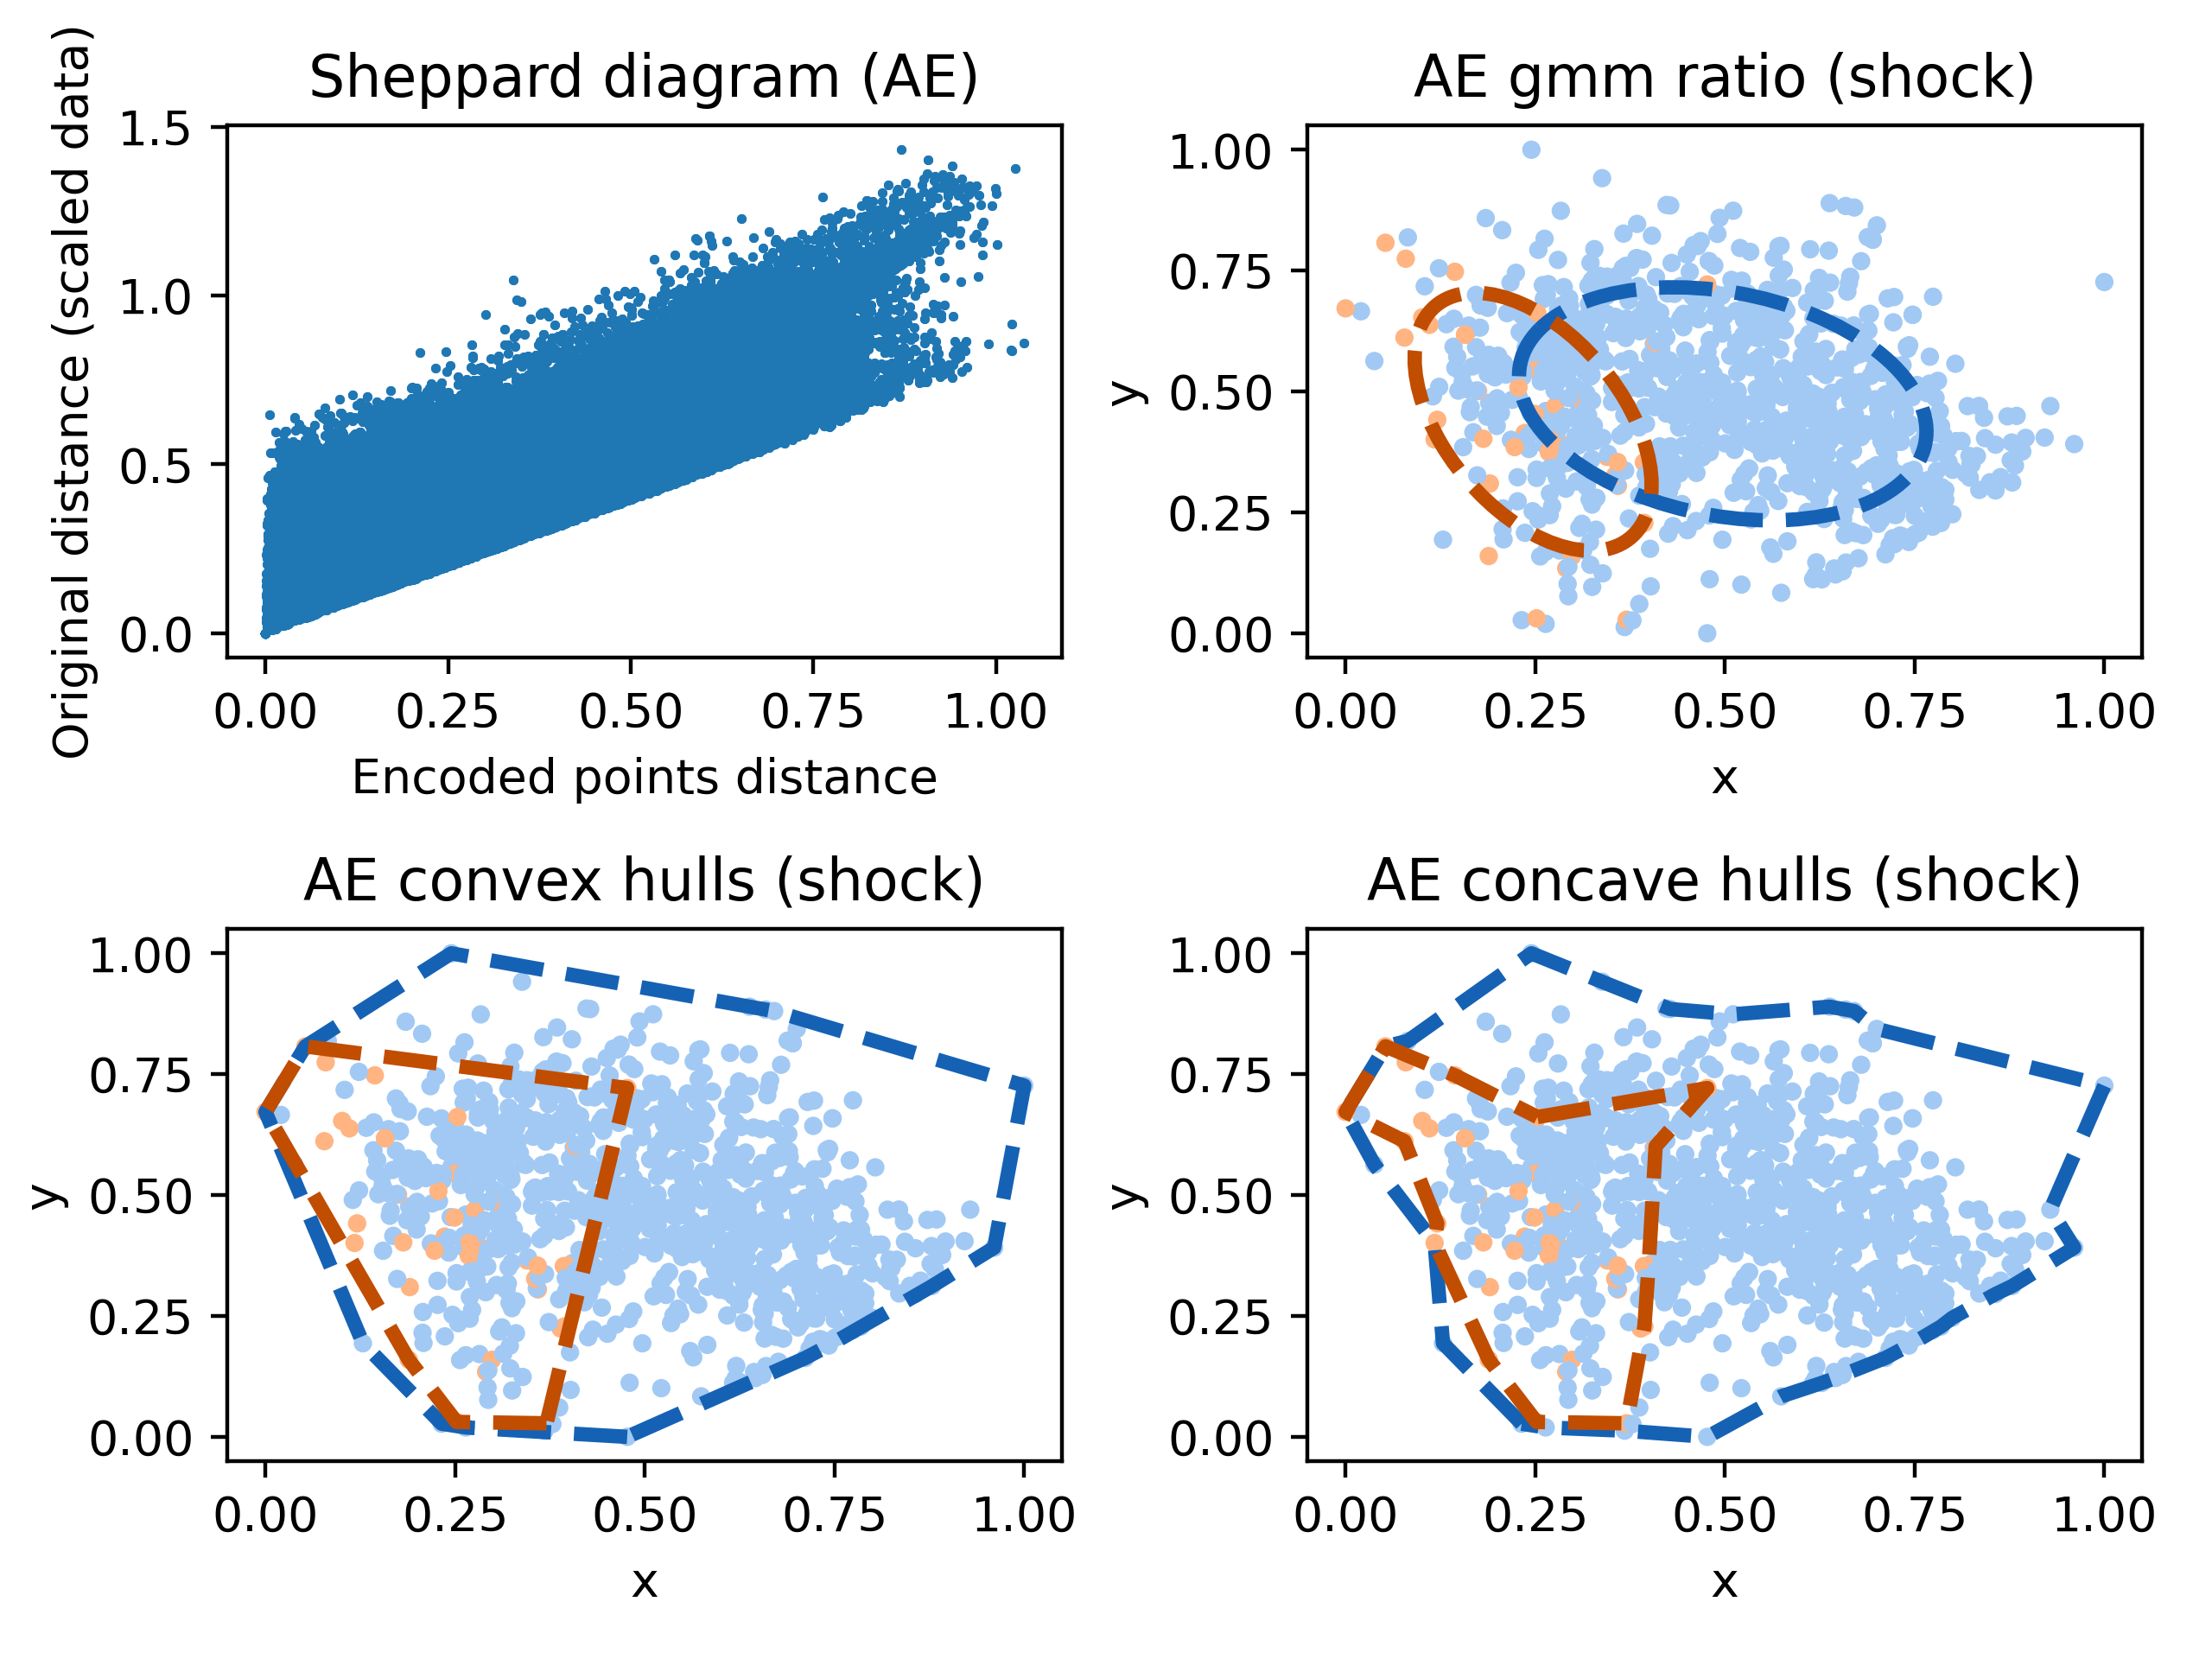 Sheppard diagram (AE)
Original distance (scaled data)
1.5
1.0
0.5
0.0
0.00 0.25 0.50 0.75 1.00
Encoded points distance
AE gmm ratio (shock)
y
1.00
0.75
0.50
0.25
0.00
0.00 0.25 0.50 0.75 1.00
x
AE convex hulls (shock)
y
1.00
0.75
0.50
0.25
0.00
0.00 0.25 0.50 0.75 1.00
x
AE concave hulls (shock)
y
1.00
0.75
0.50
0.25
0.00
0.00 0.25 0.50 0.75 1.00
x